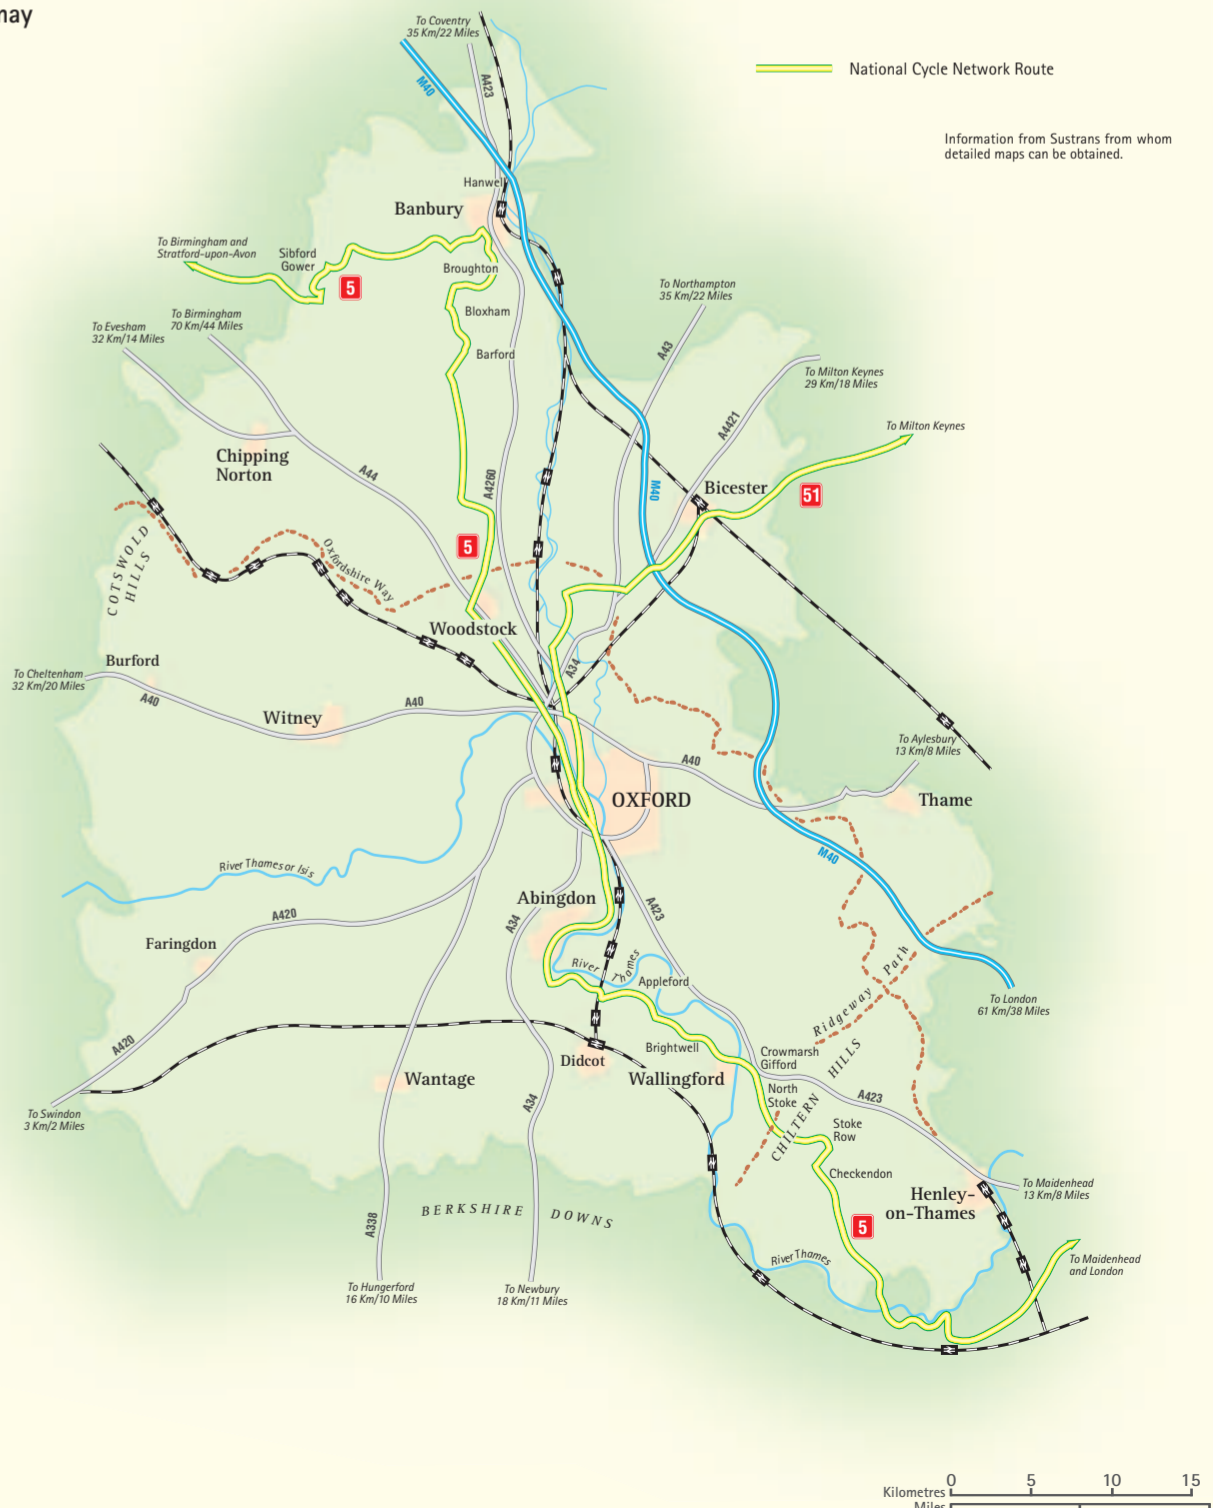 nay
To Coventry
35 Km/22 Miles
A423
M40
National Cycle Network Route
Information from Sustrans from whom
detailed maps can be obtained.
Hanwell
Banbury
To Birmingham and
Stratford-upon-Avon
Sibford
Gower
5
Broughton
To Northampton
35 Km/22 Miles
Bloxham
To Birmingham
70 Km/44 Miles
To Evesham
32 Km/14 Miles
Barford
A43
To Milton Keynes
29 Km/18 Miles
A4421
To Milton Keynes
Chipping
Norton
A44
A4260
M40
Bicester
51
5
COTSWOLD
HILLS
Oxfordshire Way
Woodstock
A34
Burford
To Cheltenham
32 Km/20 Miles
A40
Witney
A40
To Aylesbury
13 Km/8 Miles
A40
OXFORD
Thame
M40
River Thames or Isis
Abingdon
A423
A420
A34
Faringdon
River
Thames
Appleford
Ridgeway Path
To London
61 Km/38 Miles
A420
Brightwell
Didcot
Crowmarsh
Gifford
Wantage
Wallingford
CHILTERN
HILLS
North
Stoke
A423
To Swindon
3 Km/2 Miles
A34
Stoke
Row
Checkendon
To Maidenhead
13 Km/8 Miles
Henley-
on-Thames
BERKSHIRE DOWNS
A338
5
River Thames
To Maidenhead
and London
To Hungerford
16 Km/10 Miles
To Newbury
18 Km/11 Miles
0 5 10 15
Kilometres
Miles